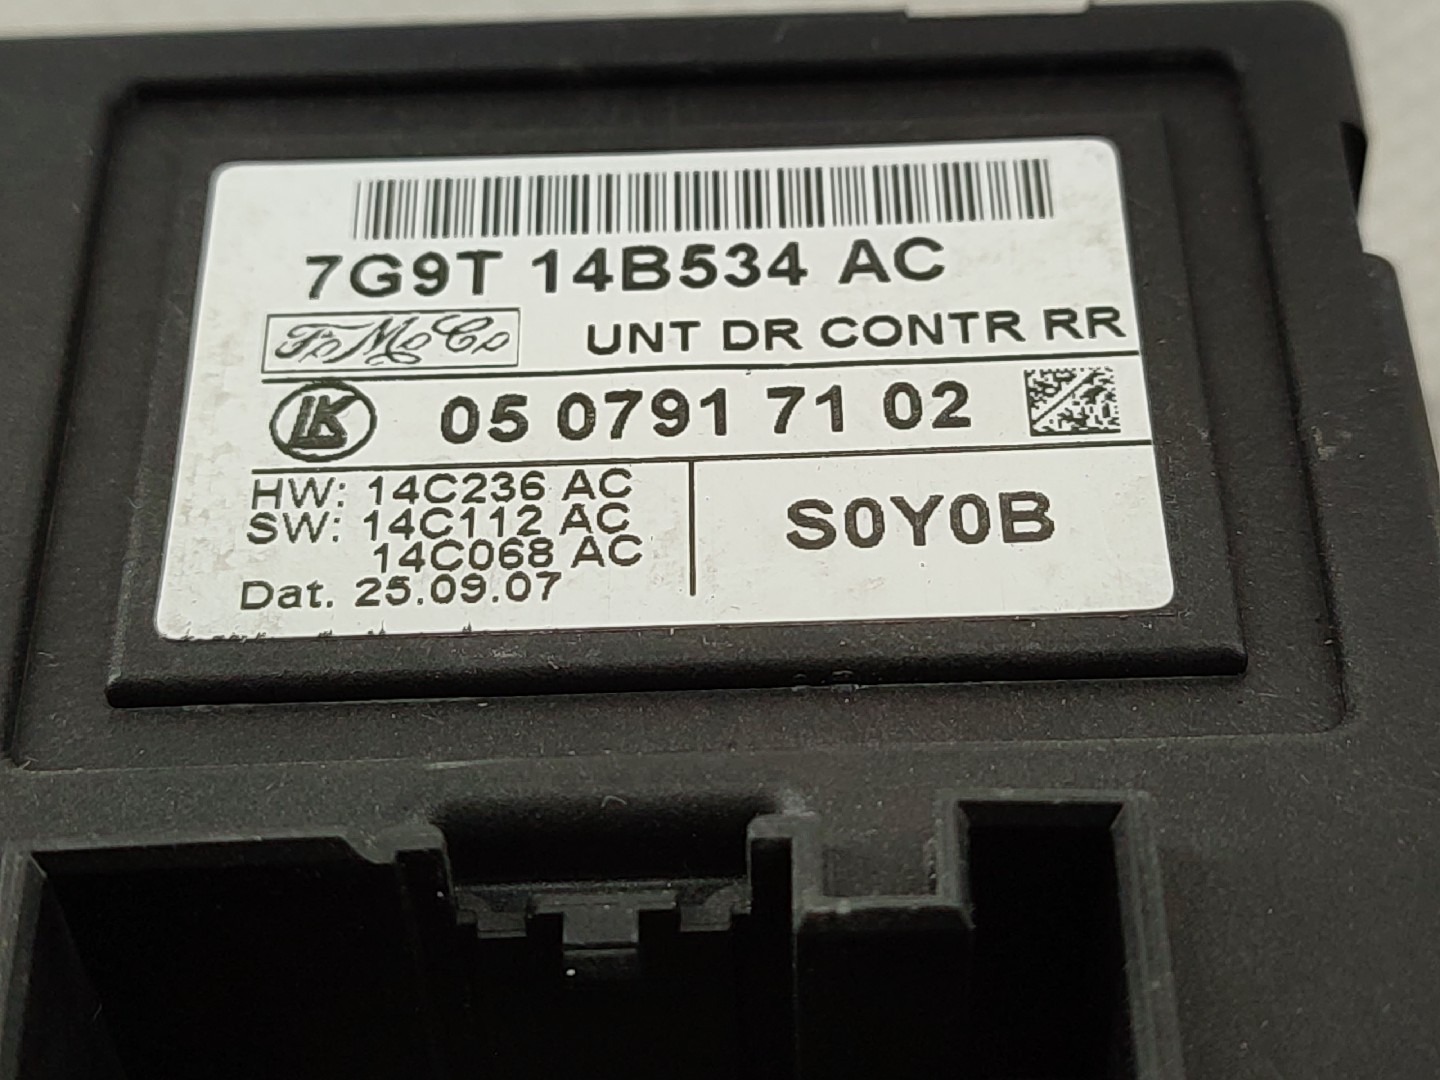 7G9T 14B534 AC
FoMoCo
UNT DR CONTR RR
LK 05 0791 71 02
HW: 14C236 AC
SW: 14C112 AC
14C068 AC
Dat. 25.09.07
S0Y0B